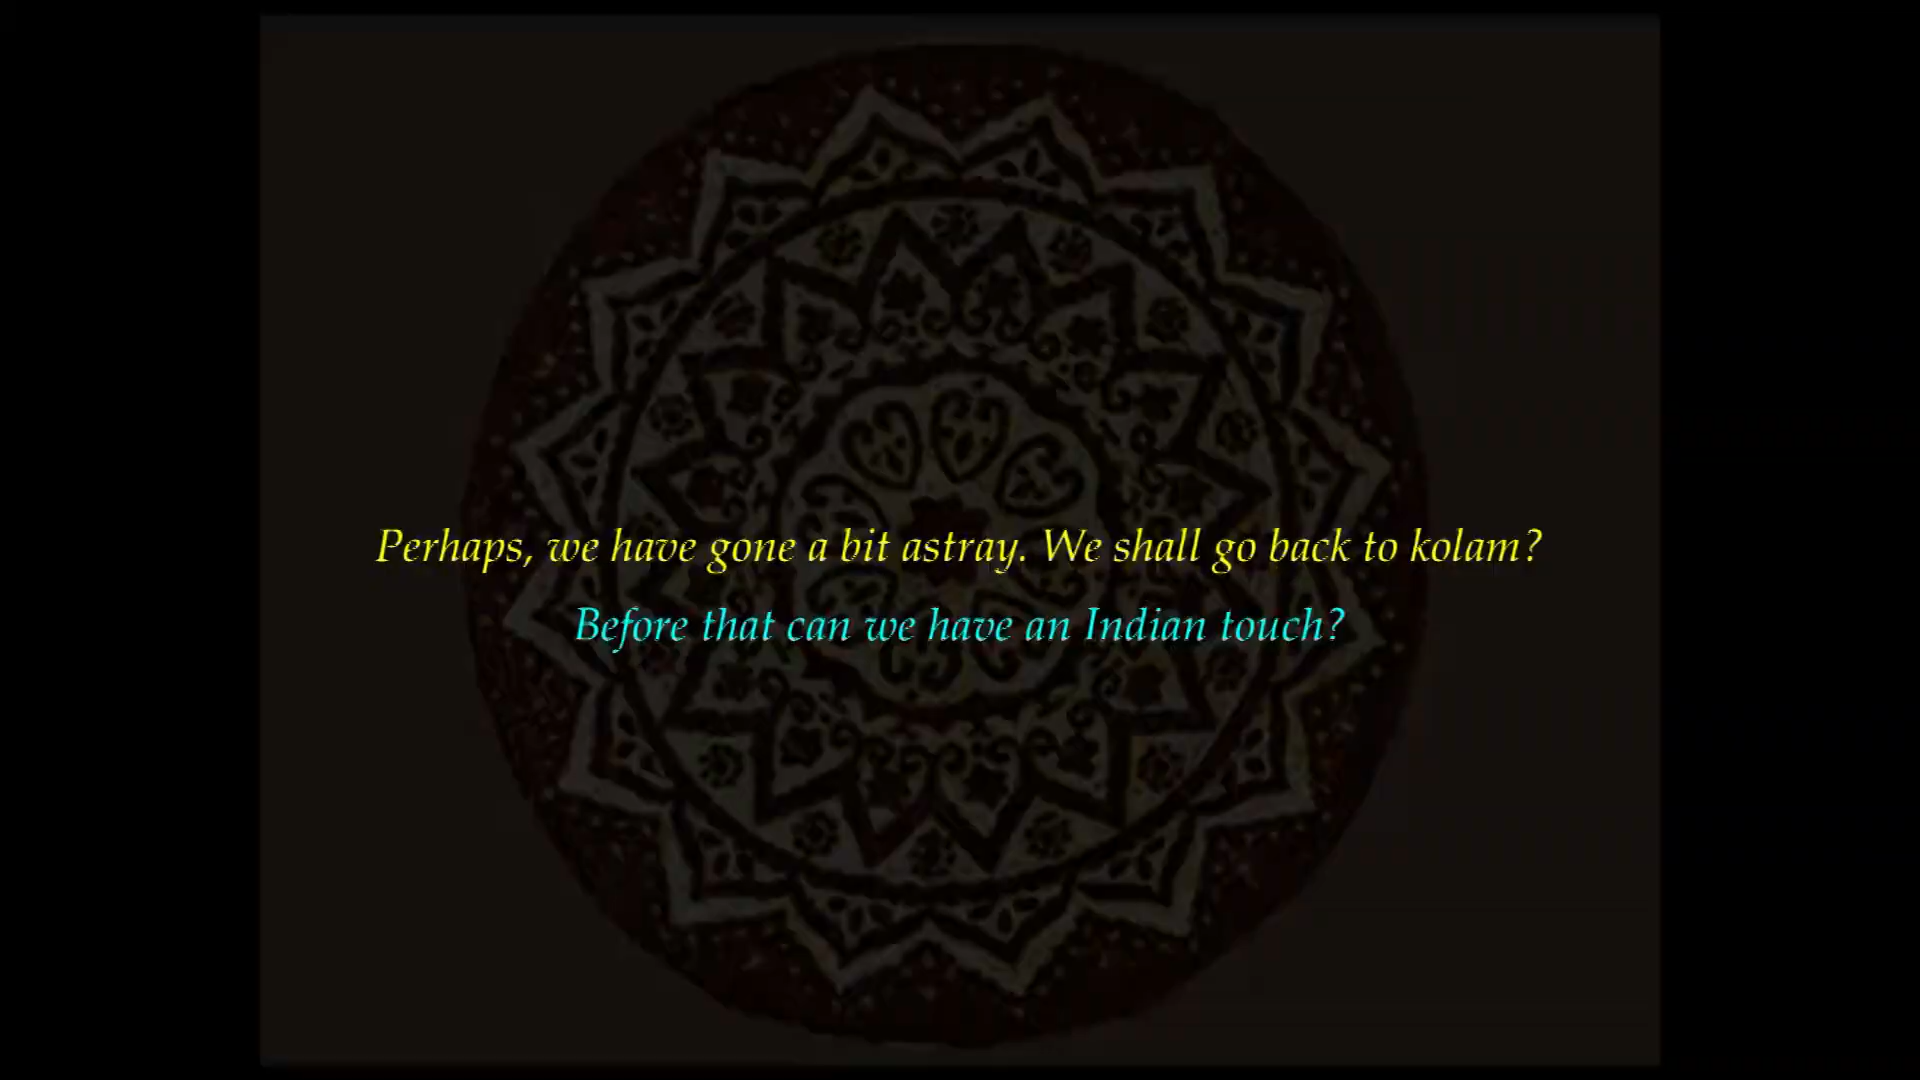 Perhaps, we have gone a bit astray. We shall go back to kolam?
Before that can we have an Indian touch?